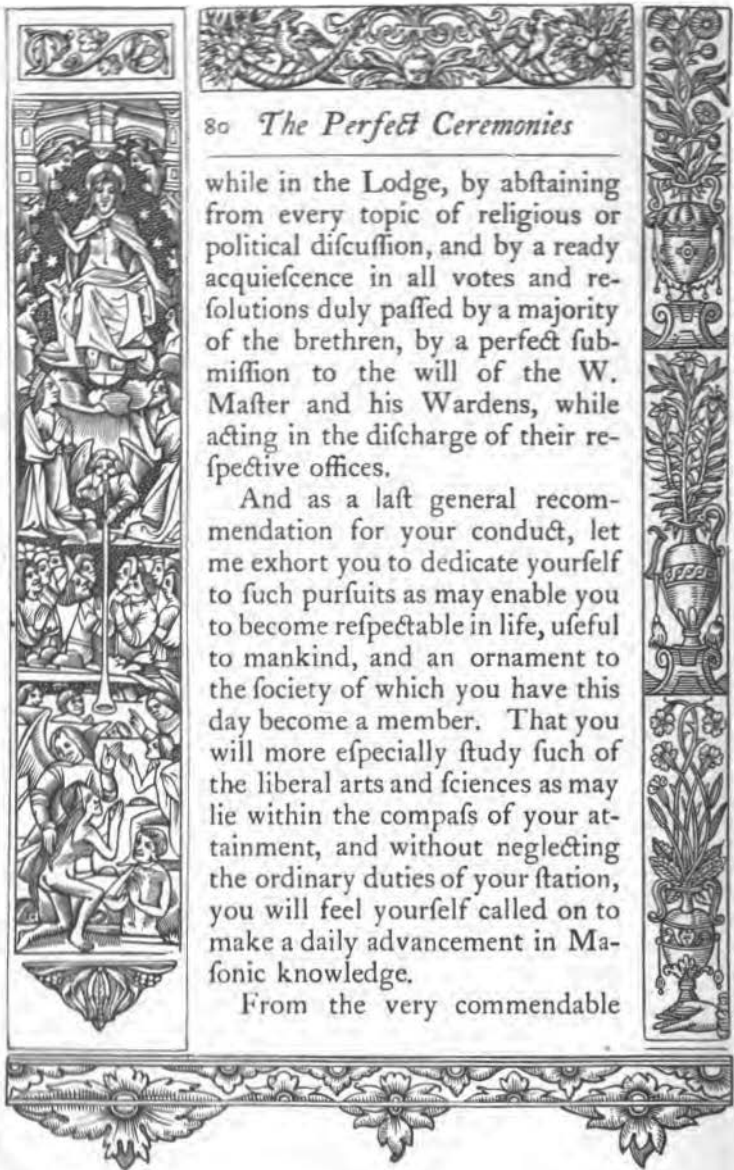 80 The Perfect Ceremonies
while in the Lodge, by abſtaining
from every topic of religious or
political diſcuſſion, and by a ready
acquieſcence in all votes and re-
ſolutions duly paſſed by a majority
of the brethren, by a perfect ſub-
miſſion to the will of the W.
Maſter and his Wardens, while
acting in the diſcharge of their re-
ſpective offices.
And as a laſt general recom-
mendation for your conduct, let
me exhort you to dedicate yourſelf
to ſuch purſuits as may enable you
to become reſpectable in life, uſeful
to mankind, and an ornament to
the ſociety of which you have this
day become a member. That you
will more eſpecially ſtudy ſuch of
the liberal arts and ſciences as may
lie within the compaſs of your at-
tainment, and without neglecting
the ordinary duties of your ſtation,
you will feel yourſelf called on to
make a daily advancement in Ma-
ſonic knowledge.
From the very commendable